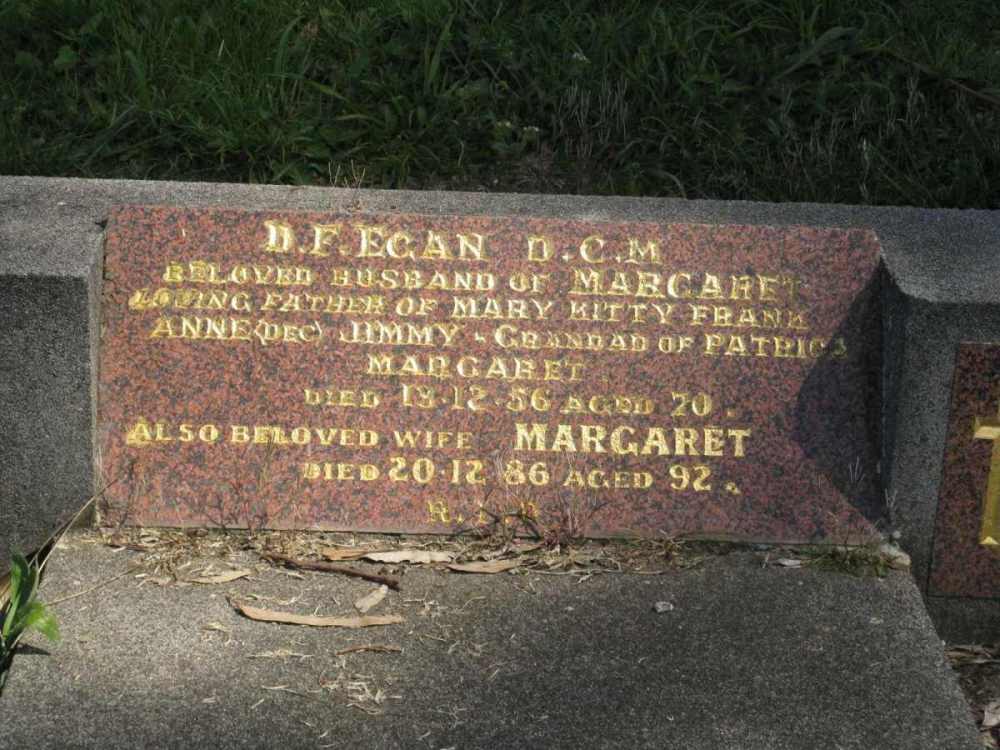 D. F. EGAN D. C. M
BELOVED HUSBAND OF MARGARET
LOVING FATHER OF MARY KITTY FRANK
ANNE (DEC) JIMMY - GRANDAD OF PATRICK
MARGARET
DIED 13·12·56 AGED 70.
ALSO BELOVED WIFE MARGARET
DIED 20·12·86 AGED 92.
R.I.P
T